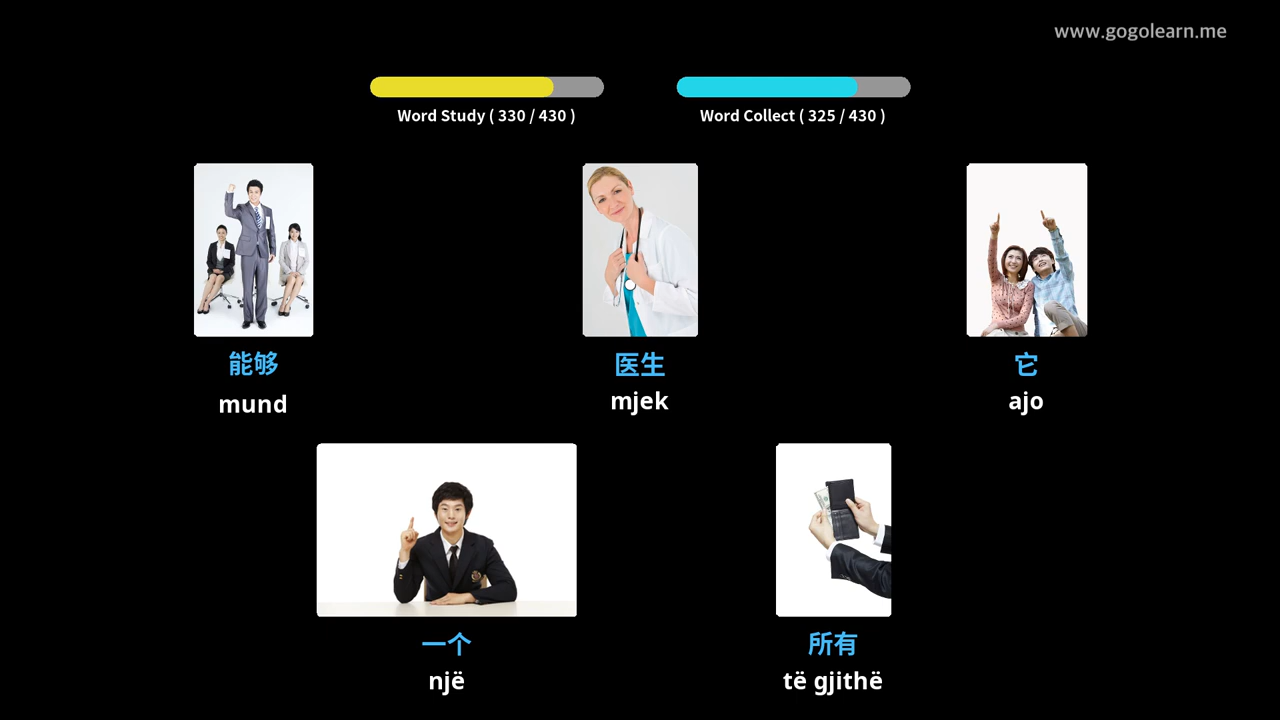 www.gogolearn.me
Word Study ( 330 / 430 )
Word Collect ( 325 / 430 )
能够
mund
医生
mjek
它
ajo
一个
një
所有
të gjithë